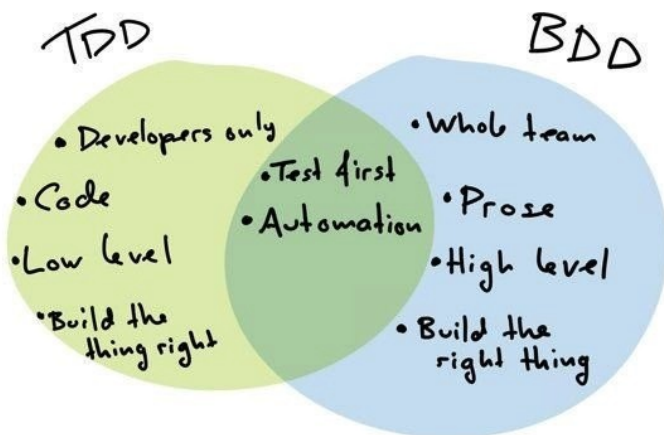 TDD
BDD
• Developers only
• Code
• Low level
• Build the
thing right
• Test first
• Automation
• Whole team
• Prose
• High level
• Build the
right thing